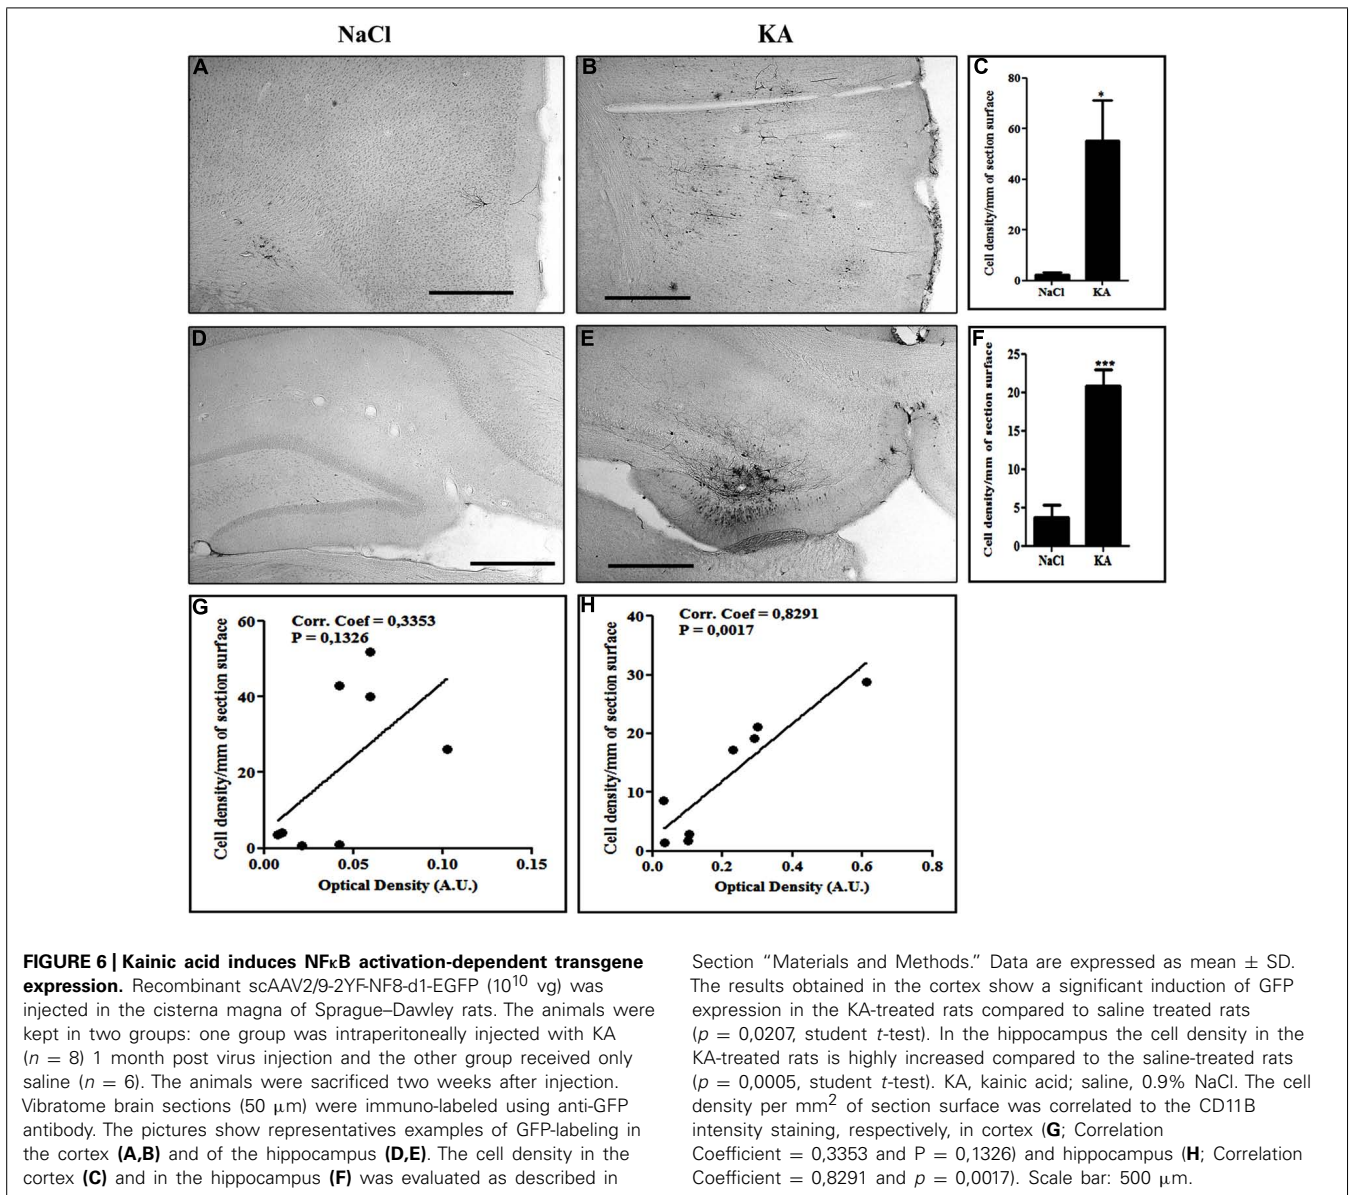 NaCl
KA
A
B
C
80
60
40
20
0
Cell density/mm of section surface
*
NaCl
KA
D
E
F
25
20
15
10
5
0
Cell density/mm of section surface
***
NaCl
KA
G
Corr. Coef = 0,3353
P = 0,1326
60
40
20
0
Cell density/mm of section surface
0.00
0.05
0.10
0.15
Optical Density (A.U.)
H
Corr. Coef = 0,8291
P = 0,0017
40
30
20
10
0
Cell density/mm of section surface
0.0
0.2
0.4
0.6
0.8
Optical Density (A.U.)
FIGURE 6 | Kainic acid induces NFκB activation-dependent transgene
expression. Recombinant scAAV2/9-2YF-NF8-d1-EGFP (10¹⁰ vg) was
injected in the cisterna magna of Sprague–Dawley rats. The animals were
kept in two groups: one group was intraperitoneally injected with KA
(n = 8) 1 month post virus injection and the other group received only
saline (n = 6). The animals were sacrificed two weeks after injection.
Vibratome brain sections (50 μm) were immuno-labeled using anti-GFP
antibody. The pictures show representatives examples of GFP-labeling in
the cortex (A,B) and of the hippocampus (D,E). The cell density in the
cortex (C) and in the hippocampus (F) was evaluated as described in
Section “Materials and Methods.” Data are expressed as mean ± SD.
The results obtained in the cortex show a significant induction of GFP
expression in the KA-treated rats compared to saline treated rats
(p = 0,0207, student t-test). In the hippocampus the cell density in the
KA-treated rats is highly increased compared to the saline-treated rats
(p = 0,0005, student t-test). KA, kainic acid; saline, 0.9% NaCl. The cell
density per mm² of section surface was correlated to the CD11B
intensity staining, respectively, in cortex (G; Correlation
Coefficient = 0,3353 and P = 0,1326) and hippocampus (H; Correlation
Coefficient = 0,8291 and p = 0,0017). Scale bar: 500 μm.